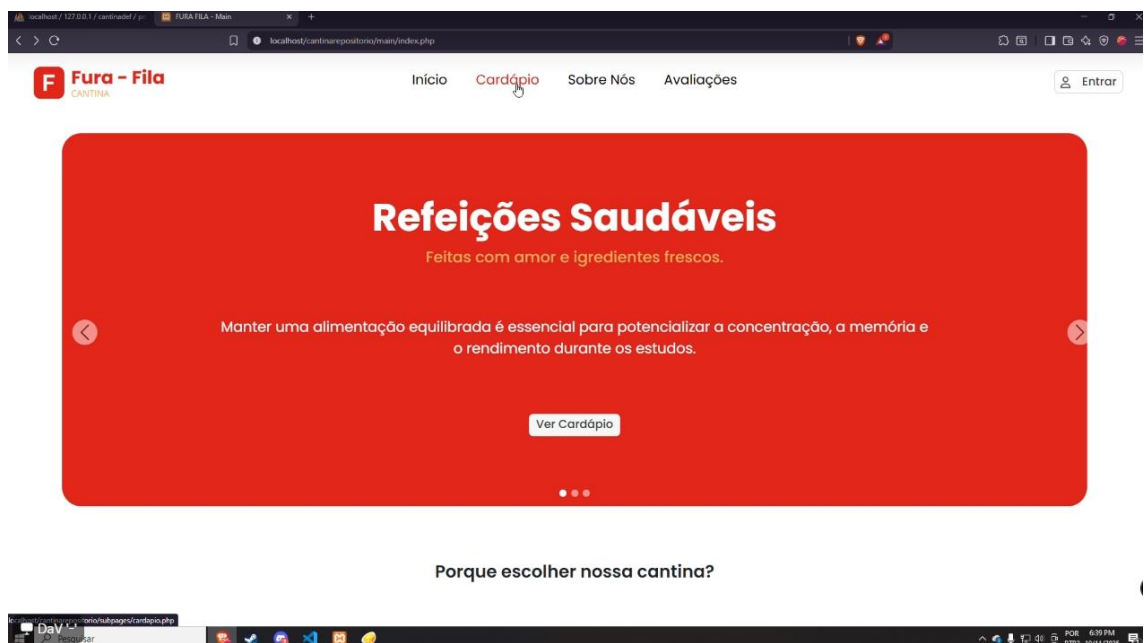 localhost / 127.0.0.1 / cantinadef / p
FURA FILA - Main
localhost/cantinarepositorio/main/index.php
F
Fura - Fila
CANTINA
Início
Cardápio
Sobre Nós
Avaliações
Entrar
Refeições Saudáveis
Feitas com amor e igredientes frescos.
Manter uma alimentação equilibrada é essencial para potencializar a concentração, a memória e
o rendimento durante os estudos.
Ver Cardápio
Porque escolher nossa cantina?
localhost/cantinarepositorio/subpages/cardapio.php
DaV '-'
Pesquisar
POR
6:39 PM